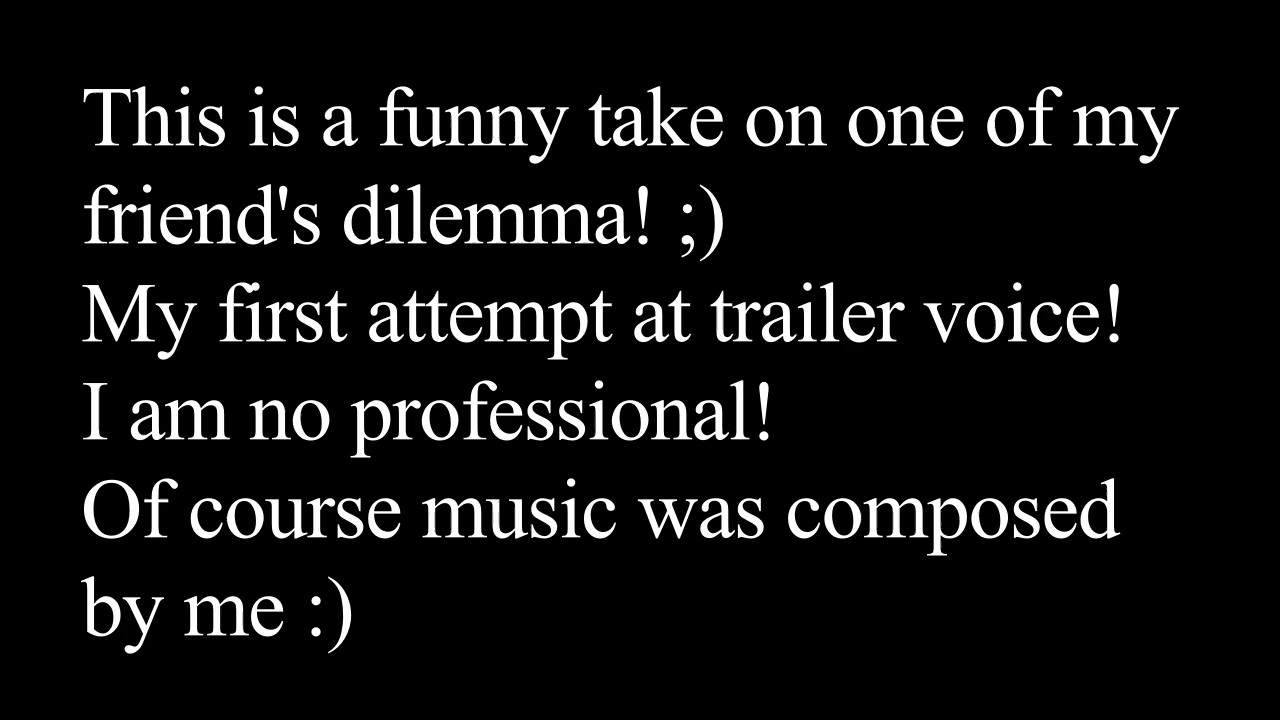 This is a funny take on one of my
friend's dilemma! ;)
My first attempt at trailer voice!
I am no professional!
Of course music was composed
by me :)